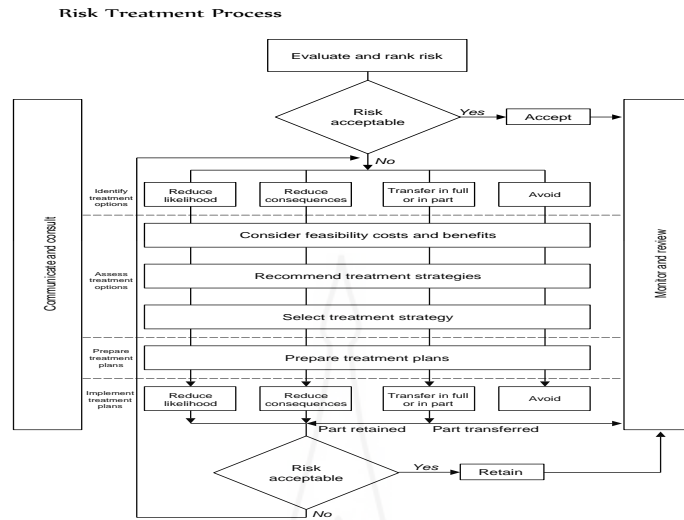 Risk Treatment Process
Evaluate and rank risk
Risk
acceptable
Yes
Accept
No
Communicate and consult
Monitor and review
Identify
treatment
options
Reduce
likelihood
Reduce
consequences
Transfer in full
or in part
Avoid
Assess
treatment
options
Consider feasibility costs and benefits
Recommend treatment strategies
Select treatment strategy
Prepare
treatment
plans
Prepare treatment plans
Implement
treatment
plans
Reduce
likelihood
Reduce
consequences
Transfer in full
or in part
Avoid
Part retained
Part transferred
Risk
acceptable
Yes
Retain
No